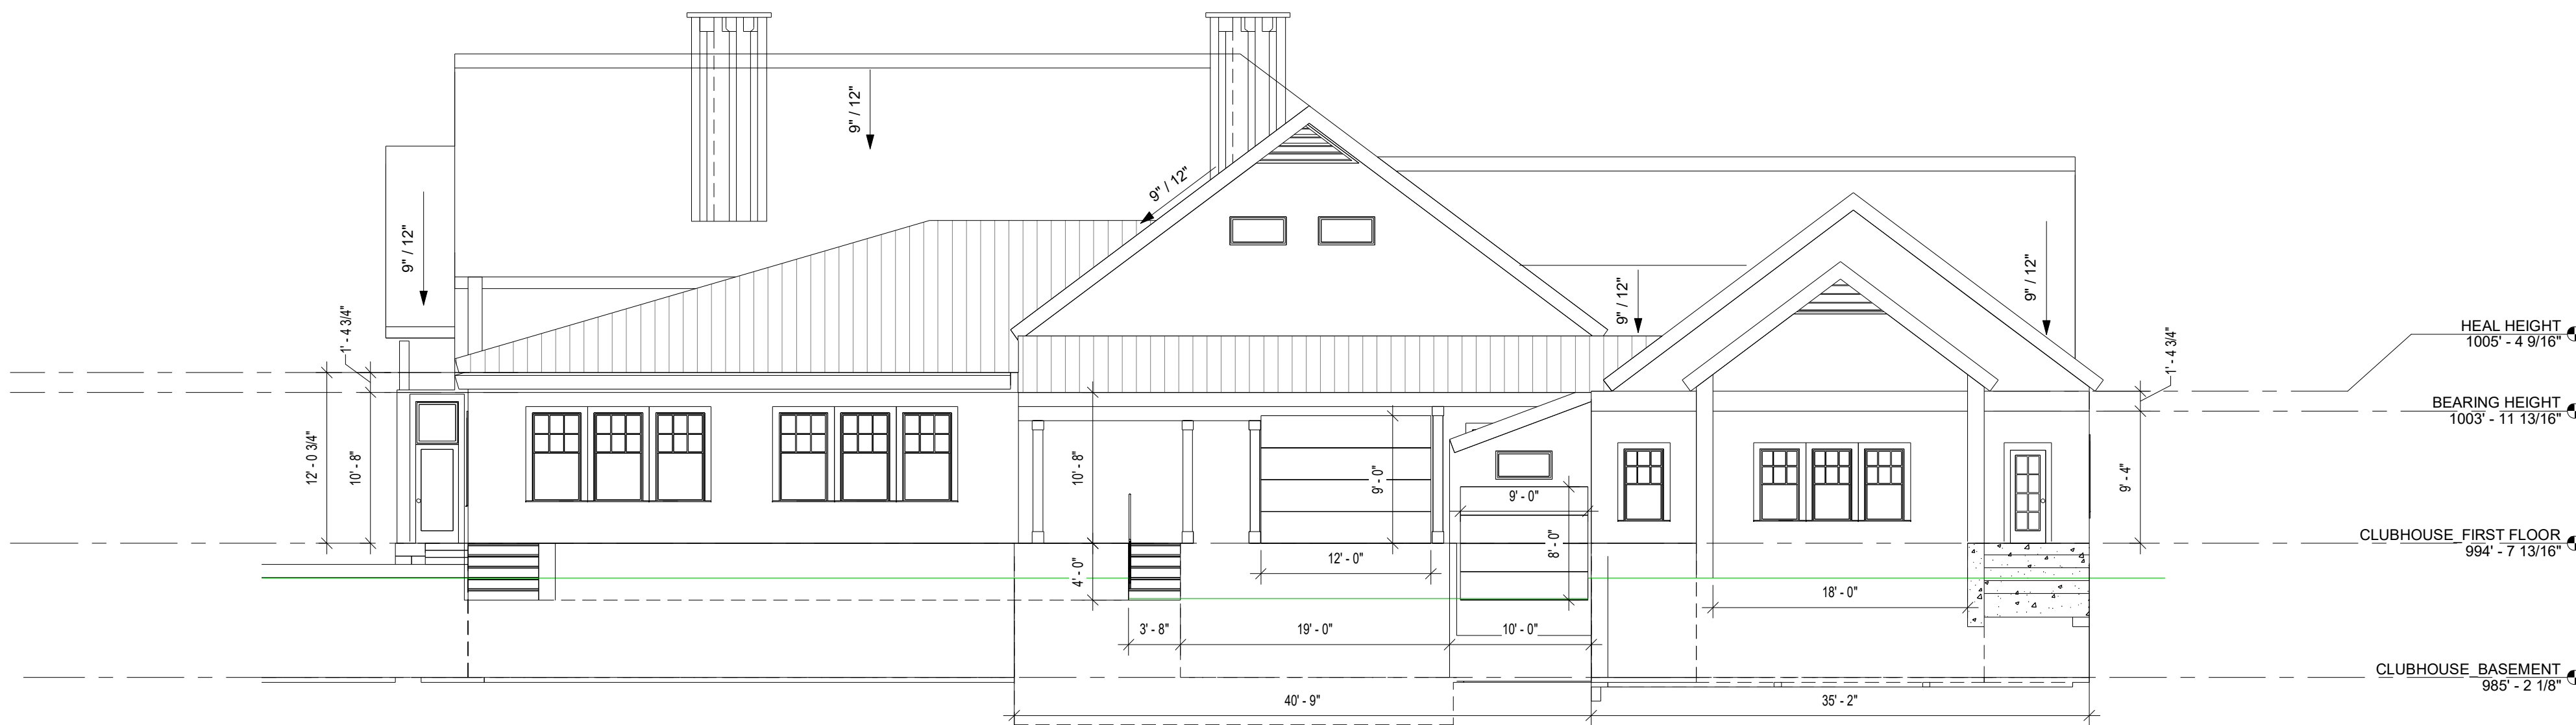 9" / 12"
9" / 12"
9" / 12"
9" / 12"
9" / 12"
1' - 4 3/4"
1' - 4 3/4"
HEAL HEIGHT
1005' - 4 9/16"
BEARING HEIGHT
1003' - 11 13/16"
12' - 0 3/4"
10' - 8"
10' - 8"
9' - 0"
9' - 0"
8' - 0"
9' - 4"
CLUBHOUSE_FIRST FLOOR
994' - 7 13/16"
12' - 0"
4' - 0"
18' - 0"
3' - 8"
19' - 0"
10' - 0"
CLUBHOUSE_BASEMENT
985' - 2 1/8"
40' - 9"
35' - 2"